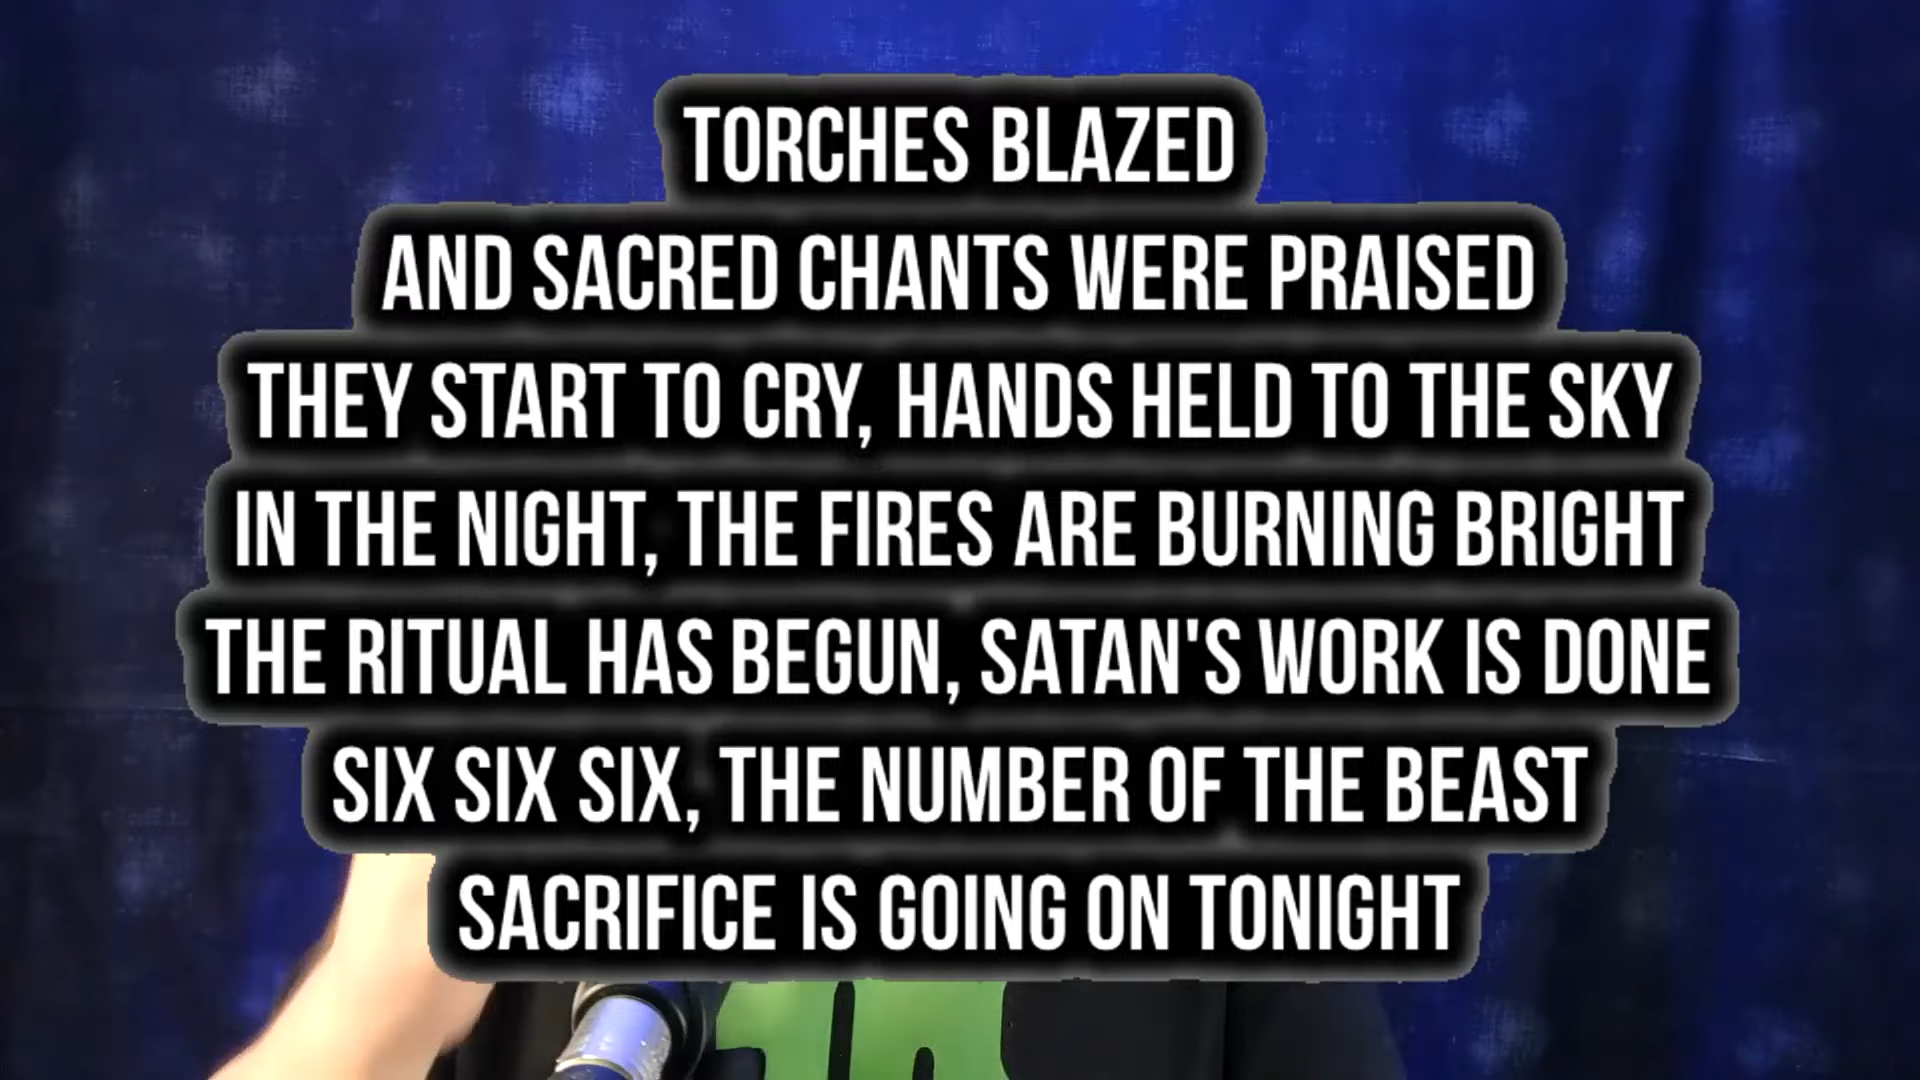 TORCHES BLAZED
AND SACRED CHANTS WERE PRAISED
THEY START TO CRY, HANDS HELD TO THE SKY
IN THE NIGHT, THE FIRES ARE BURNING BRIGHT
THE RITUAL HAS BEGUN, SATAN'S WORK IS DONE
SIX SIX SIX, THE NUMBER OF THE BEAST
SACRIFICE IS GOING ON TONIGHT